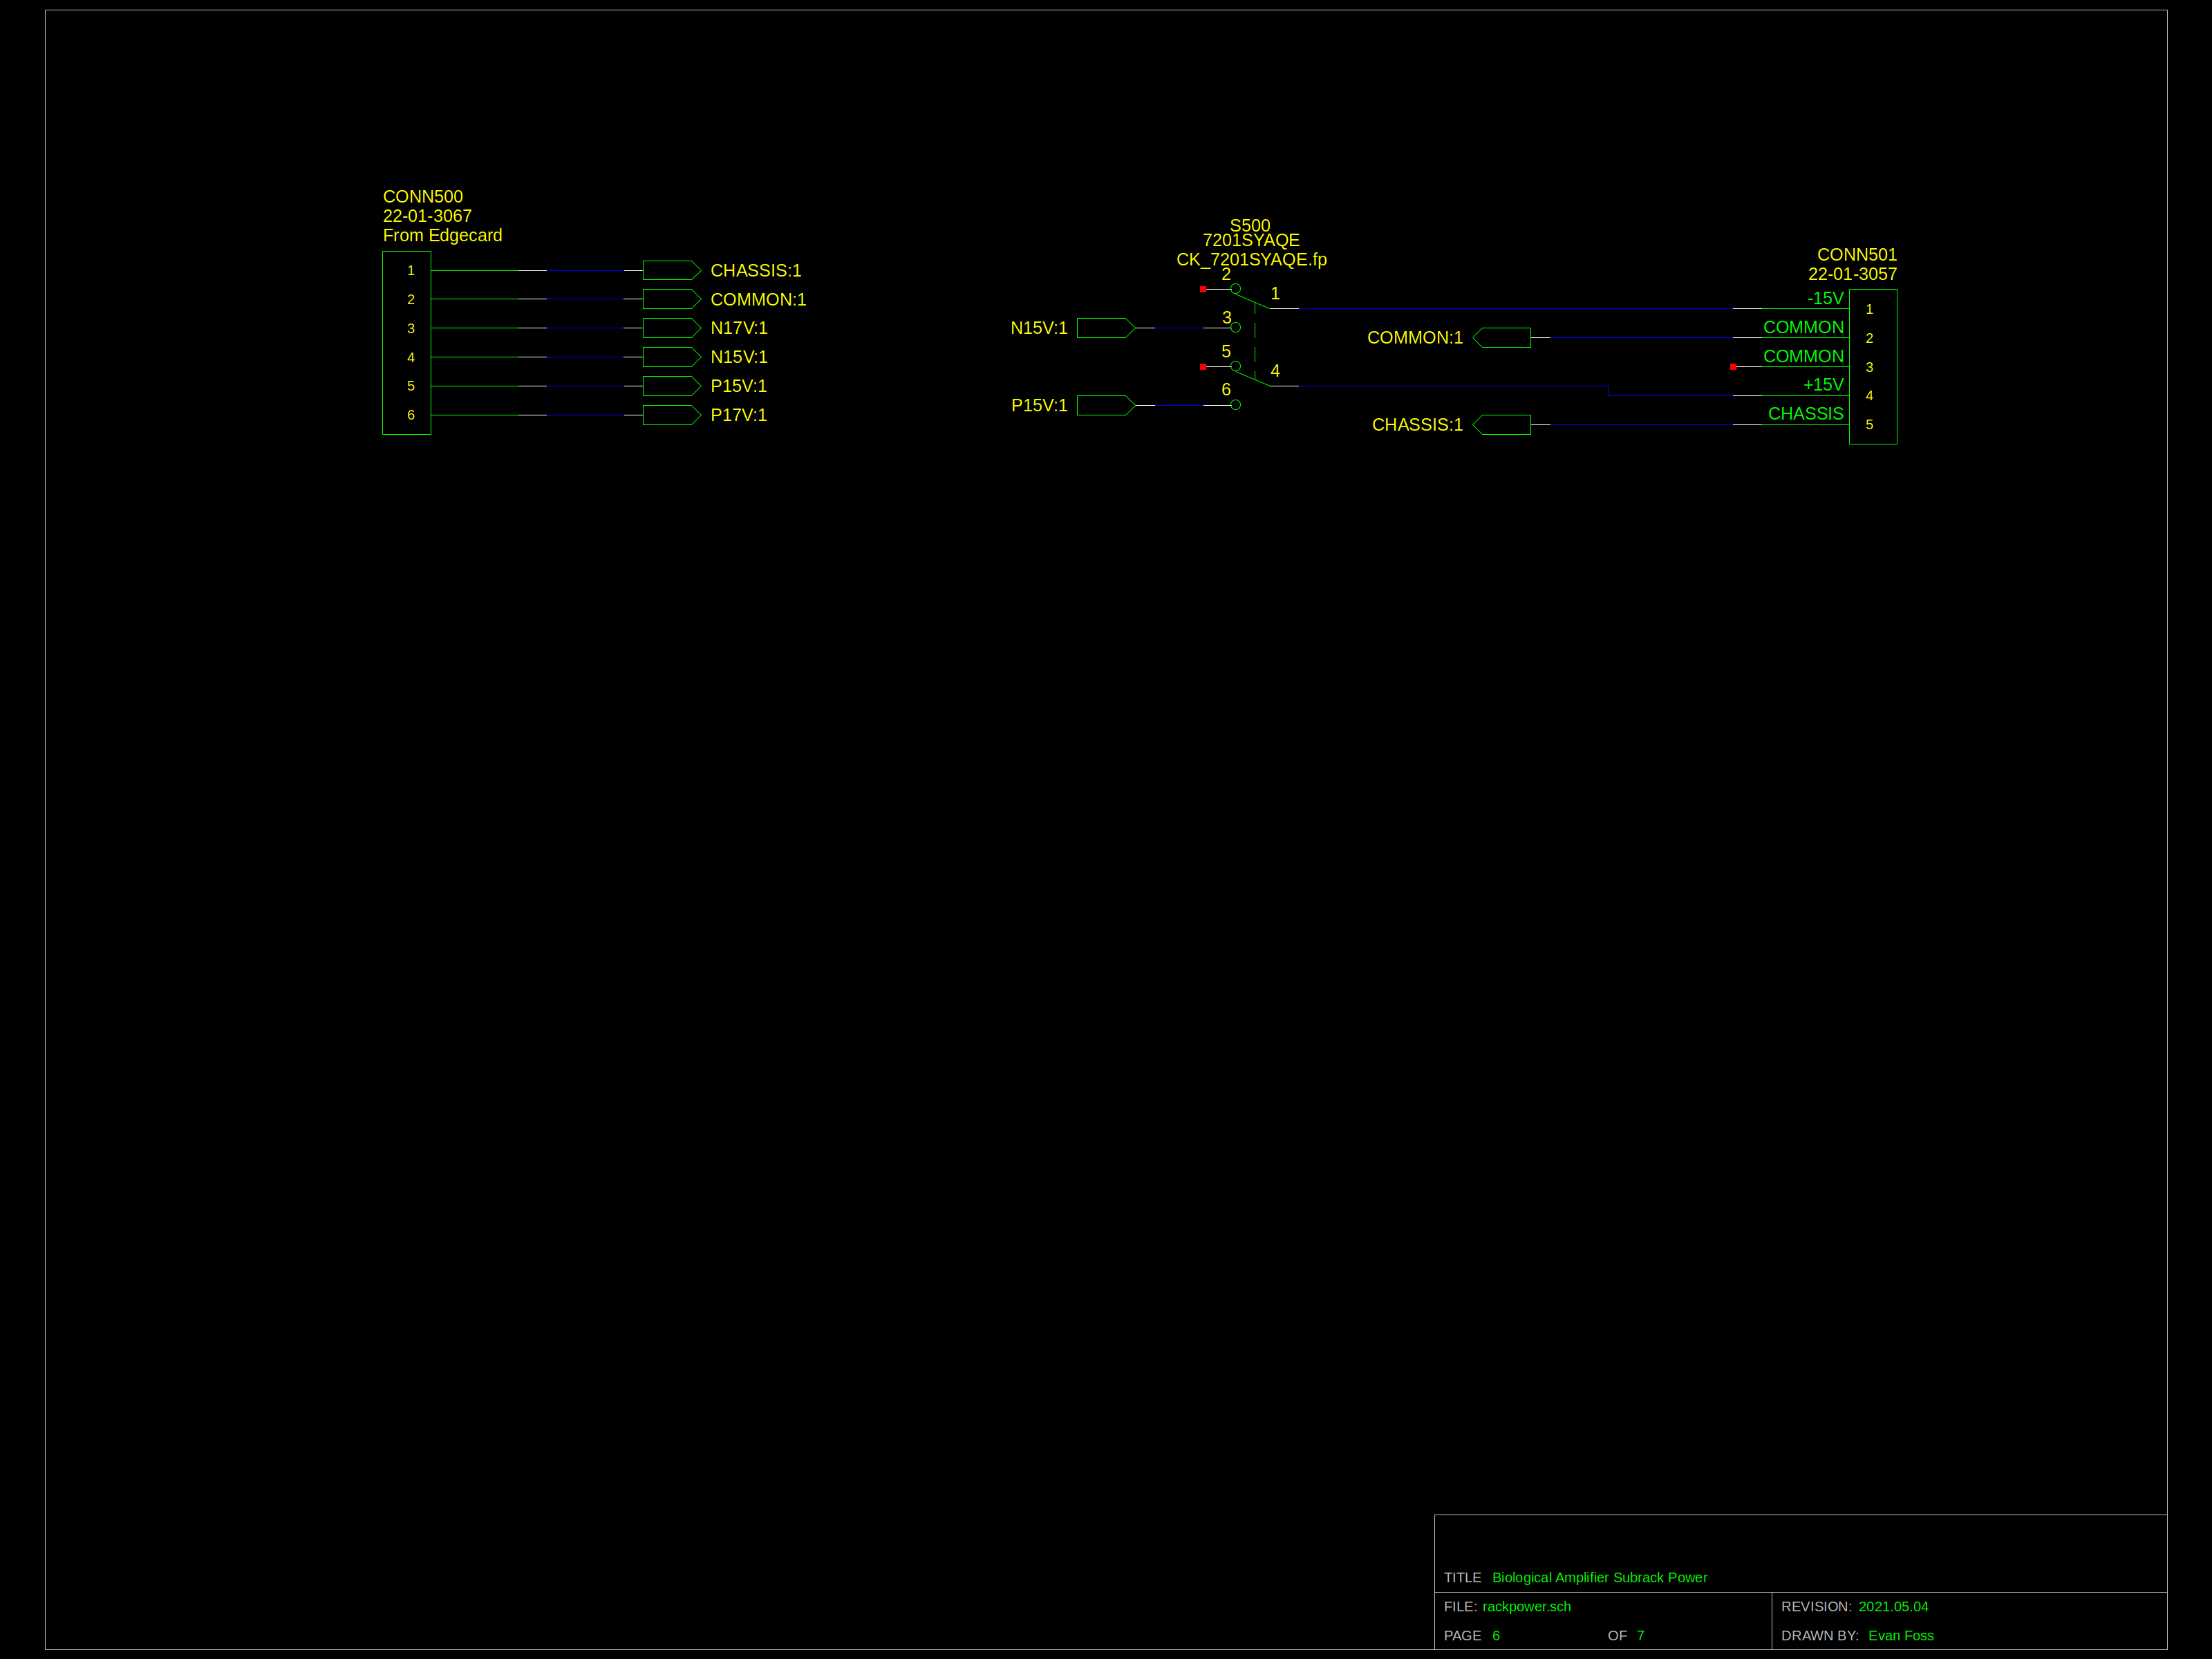 CONN500
22-01-3067
From Edgecard
1 CHASSIS:1
2 COMMON:1
3 N17V:1
4 N15V:1
5 P15V:1
6 P17V:1
S500
7201SYAQE
CK_7201SYAQE.fp
2
1
N15V:1 3
5
4
P15V:1 6
COMMON:1
CHASSIS:1
CONN501
22-01-3057
-15V 1
COMMON 2
COMMON 3
+15V 4
CHASSIS 5
TITLE Biological Amplifier Subrack Power
FILE: rackpower.sch
REVISION: 2021.05.04
PAGE 6 OF 7
DRAWN BY: Evan Foss